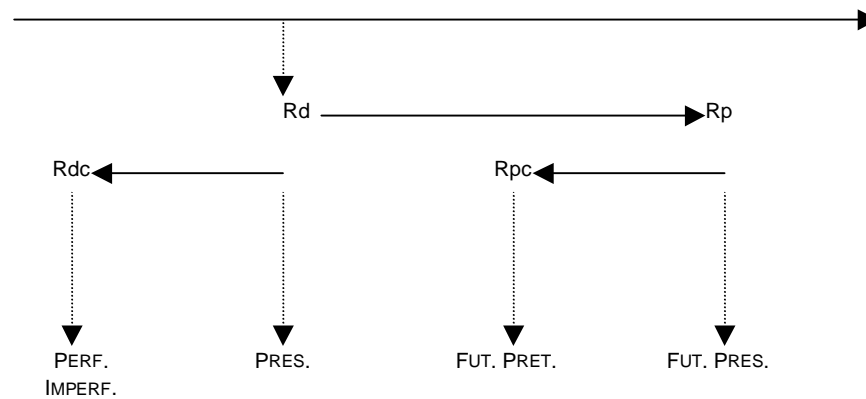 Rd Rp
Rdc Rpc
PERF. PRES. FUT. PRET. FUT. PRES.
IMPERF.